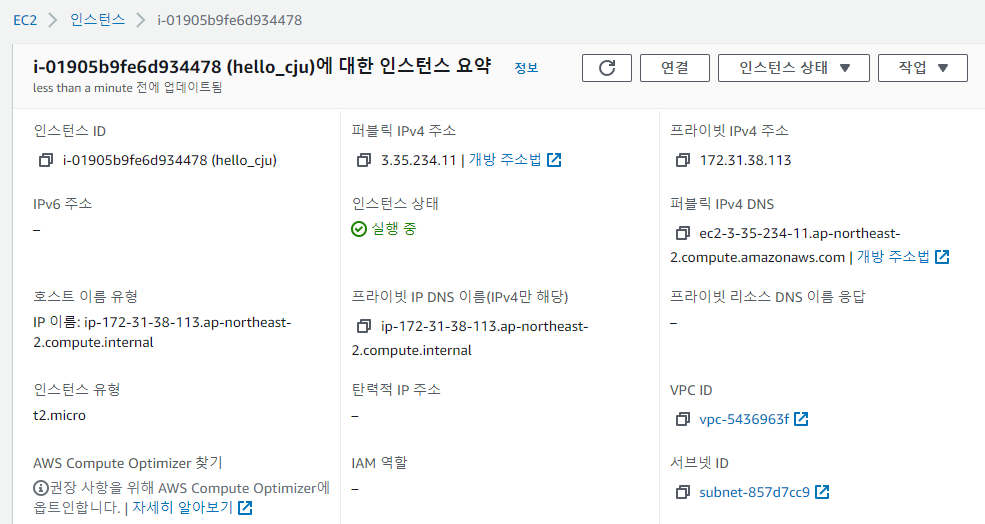 EC2 > 인스턴스 > i-01905b9fe6d934478
i-01905b9fe6d934478 (hello_cju)에 대한 인스턴스 요약 정보
less than a minute 전에 업데이트됨
연결
인스턴스 상태 ▼
작업 ▼
인스턴스 ID
i-01905b9fe6d934478 (hello_cju)
퍼블릭 IPv4 주소
3.35.234.11 | 개방 주소법
프라이빗 IPv4 주소
172.31.38.113
IPv6 주소
–
인스턴스 상태
실행 중
퍼블릭 IPv4 DNS
ec2-3-35-234-11.ap-northeast-
2.compute.amazonaws.com | 개방 주소법
호스트 이름 유형
IP 이름: ip-172-31-38-113.ap-northeast-
2.compute.internal
프라이빗 IP DNS 이름(IPv4만 해당)
ip-172-31-38-113.ap-northeast-
2.compute.internal
프라이빗 리소스 DNS 이름 응답
–
인스턴스 유형
t2.micro
탄력적 IP 주소
–
VPC ID
vpc-5436963f
AWS Compute Optimizer 찾기
권장 사항을 위해 AWS Compute Optimizer에
옵트인합니다. | 자세히 알아보기
IAM 역할
–
서브넷 ID
subnet-857d7cc9